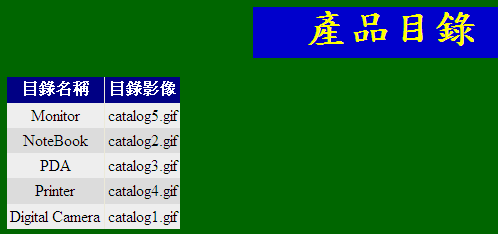 產品目錄
目錄名稱 目錄影像
Monitor catalog5.gif
NoteBook catalog2.gif
PDA catalog3.gif
Printer catalog4.gif
Digital Camera catalog1.gif